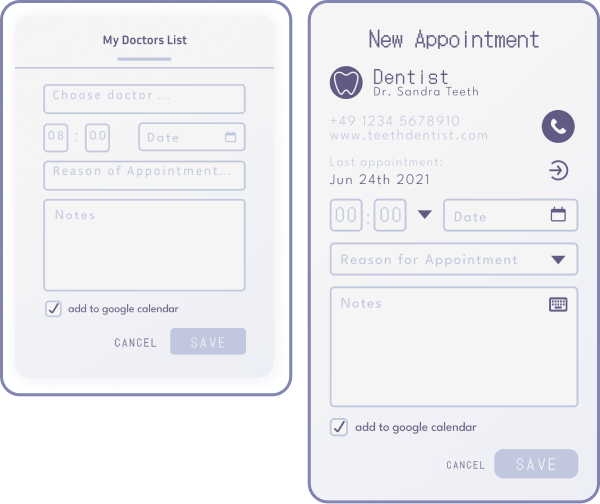 My Doctors List
Choose doctor ...
08 : 00
Date
Reason of Appointment...
Notes
add to google calendar
CANCEL
SAVE
New Appointment
Dentist
Dr. Sandra Teeth
+49 1234 5678910
www.teethdentist.com
Last appointment:
Jun 24th 2021
00 : 00
Date
Reason for Appointment
Notes
add to google calendar
CANCEL
SAVE